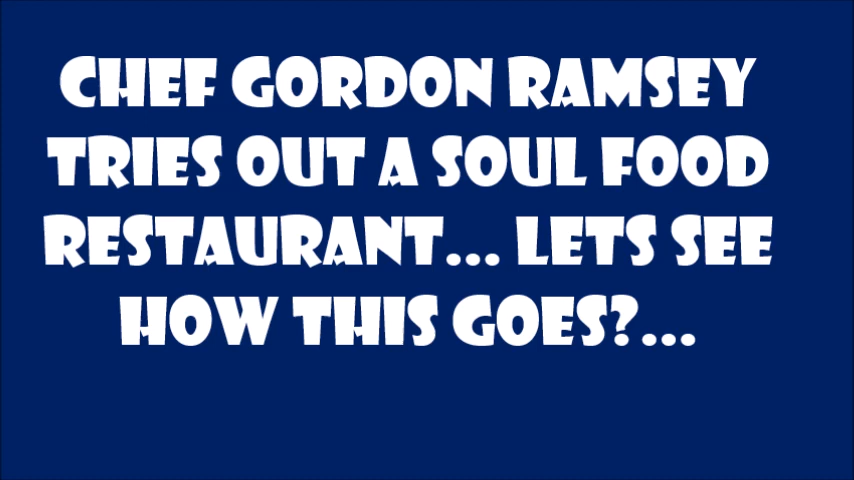 CHEF GORDON RAMSEY
TRIES OUT A SOUL FOOD
RESTAURANT... LETS SEE
HOW THIS GOES?...